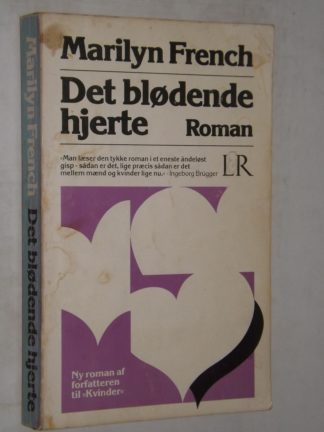 Marilyn French
Det blødende hjerte
Marilyn French
Det blødende
hjerte Roman
»Man læser den tykke roman i et eneste åndeløst
gisp - sådan er det, lige præcis sådan er det
mellem mænd og kvinder lige nu.« Ingeborg Brügger
LR
Ny roman af
forfatteren
til »Kvinder«